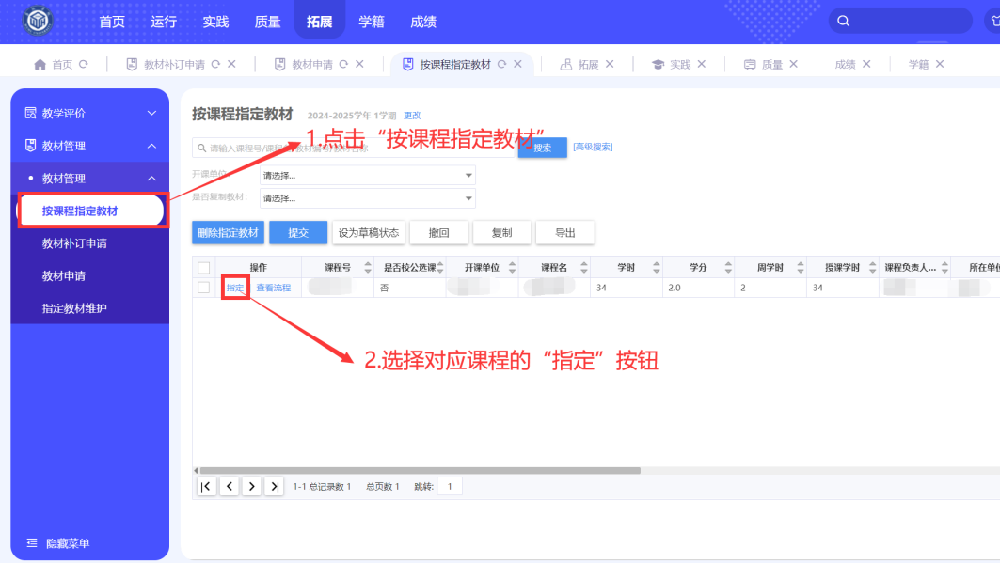 首页 运行 实践 质量 拓展 学籍 成绩
首页 教材补订申请 教材申请 按课程指定教材 拓展 实践 质量 成绩 学籍
教学评价
教材管理
教材管理
按课程指定教材
教材补订申请
教材申请
指定教材维护
隐藏菜单
按课程指定教材 2024-2025学年 1学期 更改
1.点击“按课程指定教材”
请输入课程号/课程名/教材编号/教材名称 搜索 [高级搜索]
开课单位: 请选择...
是否复制教材: 请选择...
删除指定教材 提交 设为草稿状态 撤回 复制 导出
操作 课程号 是否校公选课 开课单位 课程名 学时 学分 周学时 授课学时 课程负责人... 所在单位
指定 查看流程 否 34 2.0 2 34
2.选择对应课程的“指定”按钮
1-1 总记录数 1 总页数 1 跳转: 1